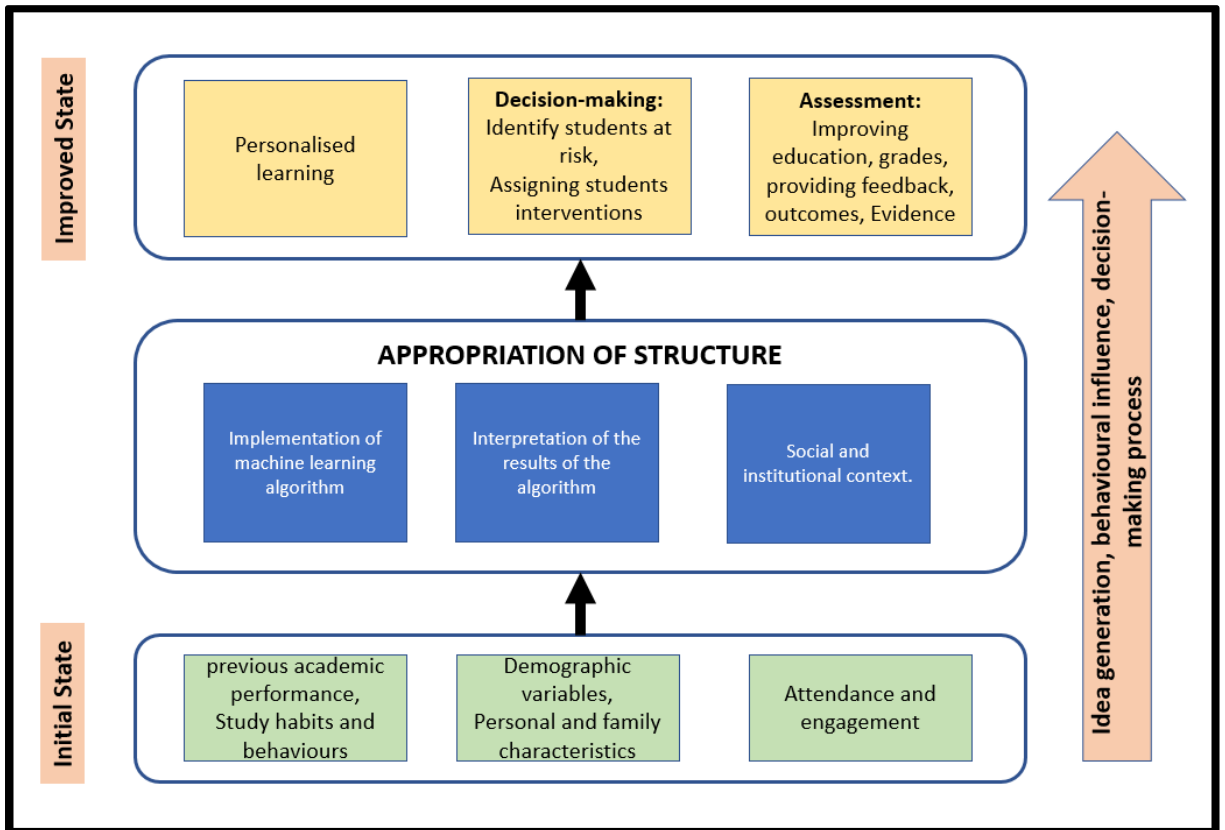 Improved State
Personalised
learning
Decision-making:
Identify students at
risk,
Assigning students
interventions
Assessment:
Improving
education, grades,
providing feedback,
outcomes, Evidence
APPROPRIATION OF STRUCTURE
Implementation of
machine learning
algorithm
Interpretation of the
results of the
algorithm
Social and
institutional context.
Initial State
previous academic
performance,
Study habits and
behaviours
Demographic
variables,
Personal and family
characteristics
Attendance and
engagement
Idea generation, behavioural influence, decision-
making process